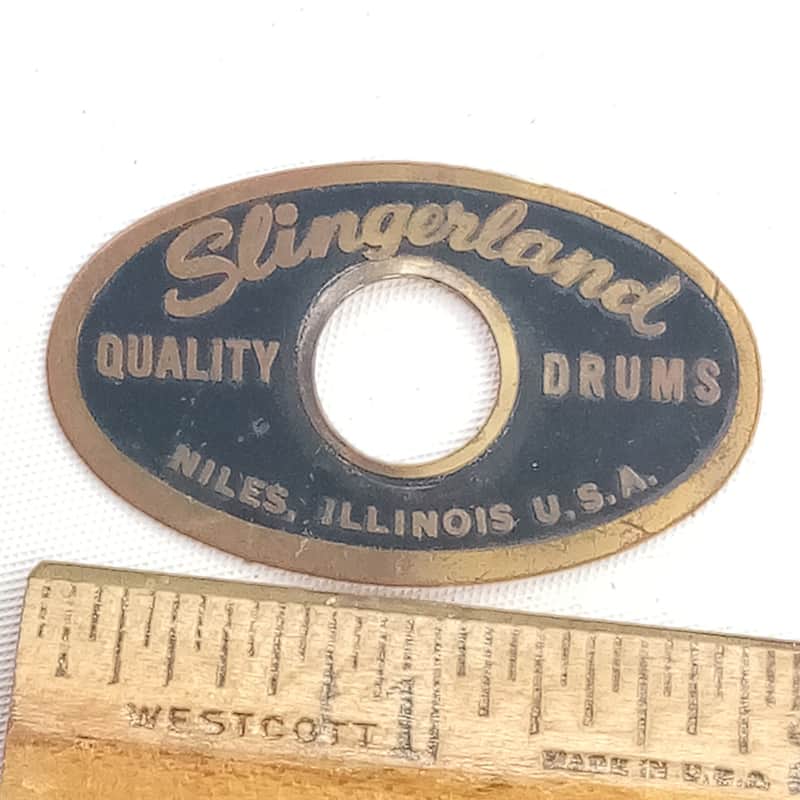 Slingerland
QUALITY DRUMS
NILES, ILLINOIS U.S.A.
WESTCOTT
MADE IN U.S.A.